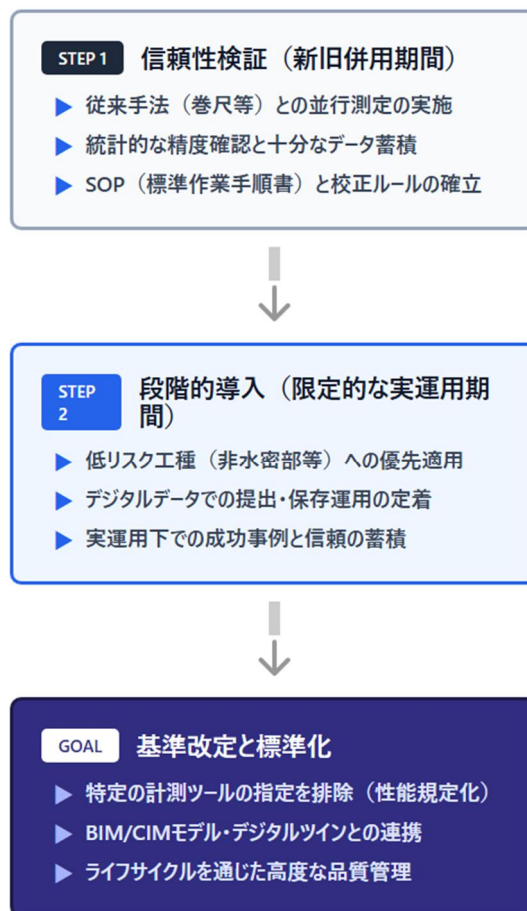 STEP 1 信頼性検証（新旧併用期間）
▶ 従来手法（巻尺等）との並行測定の実施
▶ 統計的な精度確認と十分なデータ蓄積
▶ SOP（標準作業手順書）と校正ルールの確立
STEP
2
段階的導入（限定的な実運用期
間）
▶ 低リスク工種（非水密部等）への優先適用
▶ デジタルデータでの提出・保存運用の定着
▶ 実運用下での成功事例と信頼の蓄積
GOAL 基準改定と標準化
▶ 特定の計測ツールの指定を排除（性能規定化）
▶ BIM/CIMモデル・デジタルツインとの連携
▶ ライフサイクルを通じた高度な品質管理